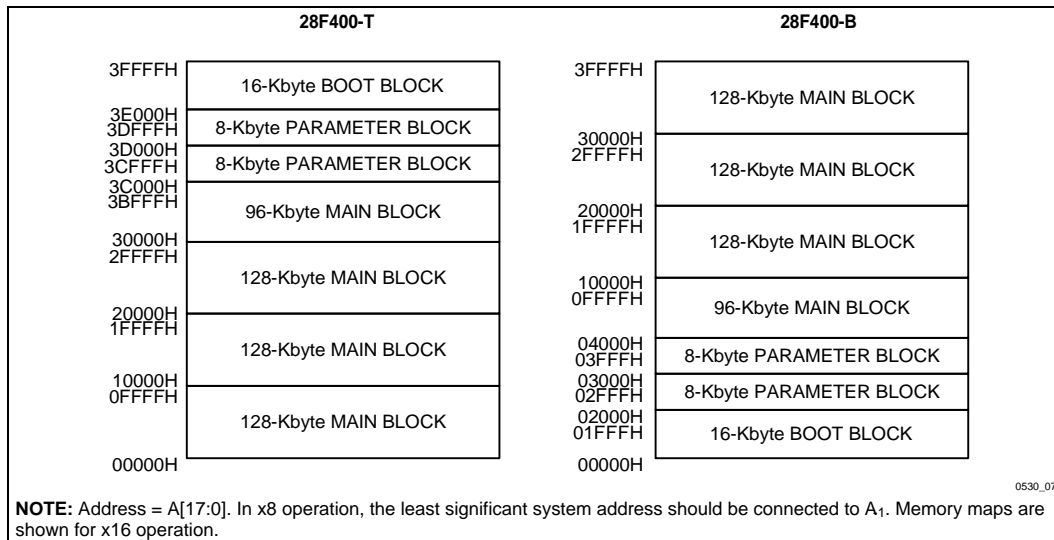 28F400-T
3FFFFH
16-Kbyte BOOT BLOCK
3E000H
3DFFFH
8-Kbyte PARAMETER BLOCK
3D000H
3CFFFH
8-Kbyte PARAMETER BLOCK
3C000H
3BFFFH
96-Kbyte MAIN BLOCK
30000H
2FFFFH
128-Kbyte MAIN BLOCK
20000H
1FFFFH
128-Kbyte MAIN BLOCK
10000H
0FFFFH
128-Kbyte MAIN BLOCK
00000H
28F400-B
3FFFFH
128-Kbyte MAIN BLOCK
30000H
2FFFFH
128-Kbyte MAIN BLOCK
20000H
1FFFFH
128-Kbyte MAIN BLOCK
10000H
0FFFFH
96-Kbyte MAIN BLOCK
04000H
03FFFH
8-Kbyte PARAMETER BLOCK
03000H
02FFFH
8-Kbyte PARAMETER BLOCK
02000H
01FFFH
16-Kbyte BOOT BLOCK
00000H
0530_07
NOTE: Address = A[17:0]. In x8 operation, the least significant system address should be connected to A₁. Memory maps are
shown for x16 operation.